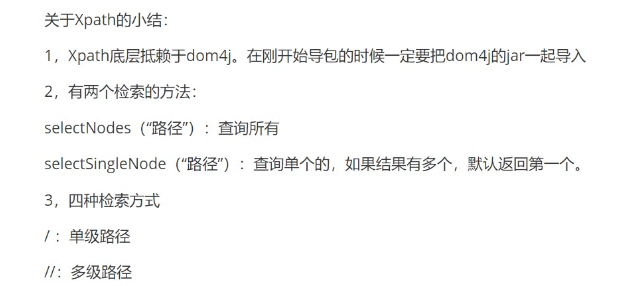 关于Xpath的小结：
1，Xpath底层抵赖于dom4j。在刚开始导包的时候一定要把dom4j的jar一起导入
2，有两个检索的方法：
selectNodes（“路径”）：查询所有
selectSingleNode（“路径”）：查询单个的，如果结果有多个，默认返回第一个。
3，四种检索方式
/ ：单级路径
//：多级路径